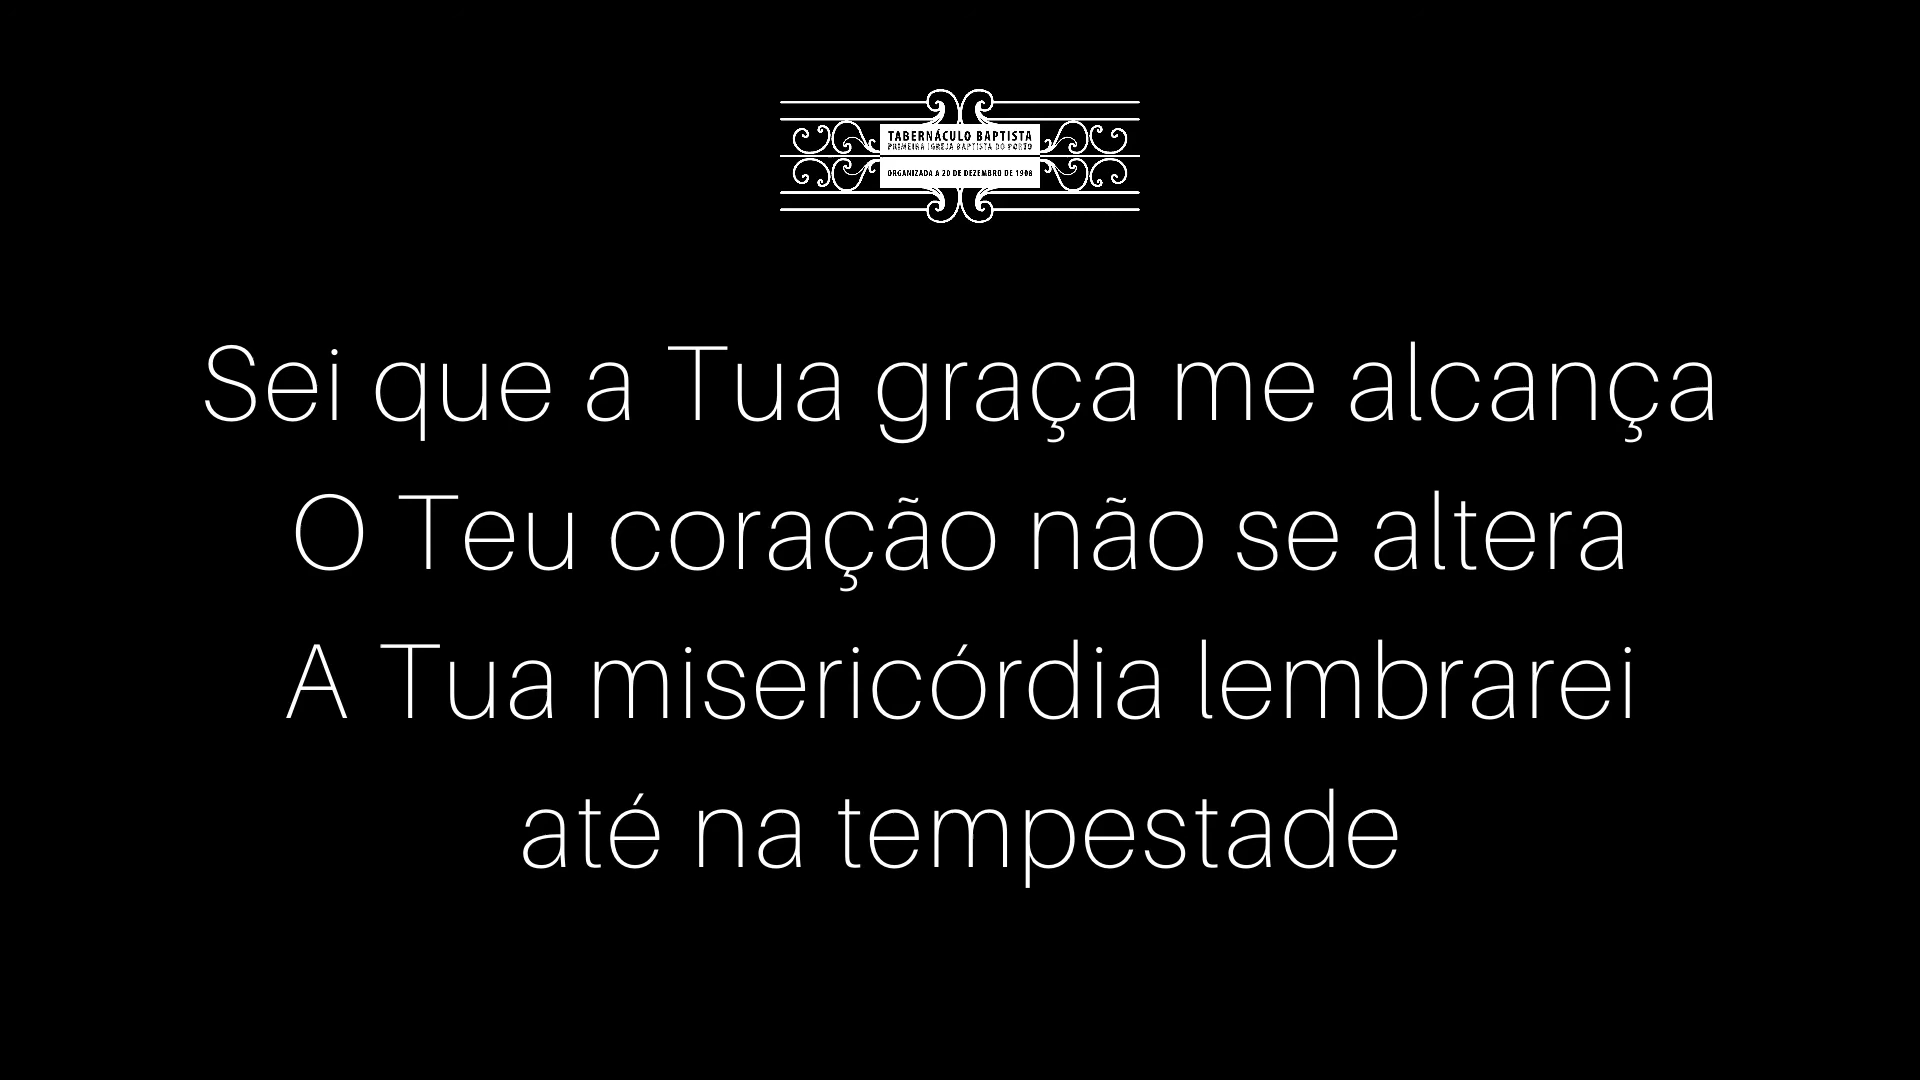 TABERNÁCULO BAPTISTA
PRIMEIRA IGREJA BAPTISTA DO PORTO
ORGANIZADA A 20 DE DEZEMBRO DE 1908
Sei que a Tua graça me alcança
O Teu coração não se altera
A Tua misericórdia lembrarei
até na tempestade